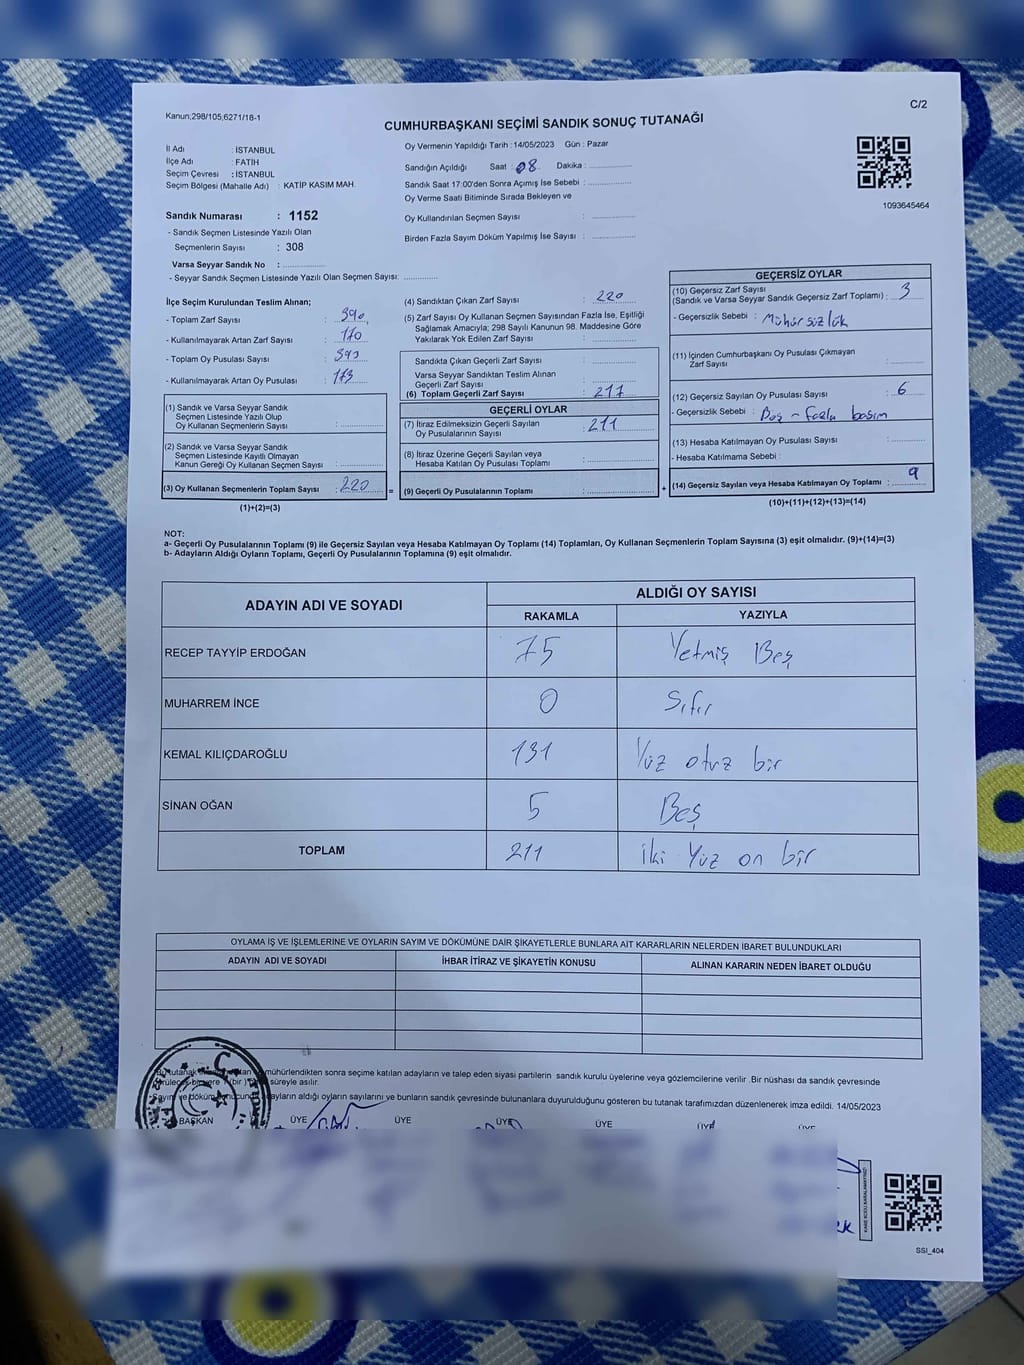 Kanun;298/105;6271/18-1
C/2
CUMHURBAŞKANI SEÇİMİ SANDIK SONUÇ TUTANAĞI
Oy Vermenin Yapıldığı Tarih :14/05/2023 Gün : Pazar
İl Adı : İSTANBUL
İlçe Adı : FATİH
Seçim Çevresi : İSTANBUL
Seçim Bölgesi (Mahalle Adı) : KATİP KASIM MAH.
Sandık Numarası : 1152
- Sandık Seçmen Listesinde Yazılı Olan
Seçmenlerin Sayısı : 308
Varsa Seyyar Sandık No : ..............
- Seyyar Sandık Seçmen Listesinde Yazılı Olan Seçmen Sayısı: ............
Sandığın Açıldığı Saat : 08 Dakika : ..............
Sandık Saat 17:00'den Sonra Açımış İse Sebebi : ..............
Oy Verme Saati Bitiminde Sırada Bekleyen ve
Oy Kullandırılan Seçmen Sayısı : ..............
Birden Fazla Sayım Döküm Yapılmış İse Sayısı : ..............
1093645464
İlçe Seçim Kurulundan Teslim Alınan;
- Toplam Zarf Sayısı : 390
- Kullanılmayarak Artan Zarf Sayısı : 170
- Toplam Oy Pusulası Sayısı : 393
- Kullanılmayarak Artan Oy Pusulası : 173
(1) Sandık ve Varsa Seyyar Sandık
Seçmen Listesinde Yazılı Olup
Oy Kullanan Seçmenlerin Sayısı : ..............
(2) Sandık ve Varsa Seyyar Sandık
Seçmen Listesinde Kayitli Olmayan
Kanun Gereği Oy Kullanan Seçmen Sayısı : ..............
(3) Oy Kullanan Seçmenlerin Toplam Sayısı : 220 =
(1)+(2)=(3)
(4) Sandıktan Çıkan Zarf Sayısı : 220
(5) Zarf Sayısı Oy Kullanan Seçmen Sayısından Fazla İse, Eşitliği
Sağlamak Amacıyla; 298 Sayılı Kanunun 98. Maddesine Göre
Yakılarak Yok Edilen Zarf Sayısı : ..............
Sandıkta Çıkan Geçerli Zarf Sayısı : ..............
Varsa Seyyar Sandıktan Teslim Alınan
Geçerli Zarf Sayısı : ..............
(6) Toplam Geçerli Zarf Sayısı : 217
GEÇERLİ OYLAR
(7) İtiraz Edilmeksizin Geçerli Sayılan
Oy Pusulalarının Sayısı : 211
(8) İtiraz Üzerine Geçerli Sayılan veya
Hesaba Katılan Oy Pusulası Toplamı : ..............
(9) Geçerli Oy Pusulalarının Toplamı : .............. +
GEÇERSİZ OYLAR
(10) Geçersiz Zarf Sayısı
(Sandık ve Varsa Seyyar Sandık Geçersiz Zarf Toplamı) : 3
- Geçersizlik Sebebi : Mühürsüzlük
(11) İçinden Cumhurbaşkanı Oy Pusulası Çıkmayan
Zarf Sayısı : ..............
(12) Geçersiz Sayılan Oy Pusulası Sayısı : 6
- Geçersizlik Sebebi : Boş - Fazla basım
(13) Hesaba Katılmayan Oy Pusulası Sayısı : ..............
- Hesaba Katılmama Sebebi :
(14) Geçersiz Sayılan veya Hesaba Katılmayan Oy Toplamı : 9
(10)+(11)+(12)+(13)=(14)
NOT:
a- Geçerli Oy Pusulalarının Toplamı (9) ile Geçersiz Sayılan veya Hesaba Katılmayan Oy Toplamı (14) Toplamları, Oy Kullanan Seçmenlerin Toplam Sayısına (3) eşit olmalıdır. (9)+(14)=(3)
b- Adayların Aldığı Oyların Toplamı, Geçerli Oy Pusulalarının Toplamına (9) eşit olmalıdır.
ADAYIN ADI VE SOYADI
ALDIĞI OY SAYISI
RAKAMLA YAZIYLA
RECEP TAYYİP ERDOĞAN 75 Yetmiş Beş
MUHARREM İNCE 0 Sıfır
KEMAL KILIÇDAROĞLU 131 Yüz otuz bir
SİNAN OĞAN 5 Beş
TOPLAM 211 İki Yüz on bir
OYLAMA İŞ VE İŞLEMLERİNE VE OYLARIN SAYIM VE DÖKÜMÜNE DAİR ŞİKAYETLERLE BUNLARA AİT KARARLARIN NELERDEN İBARET BULUNDUKLARI
ADAYIN ADI VE SOYADI İHBAR İTİRAZ VE ŞİKAYETİN KONUSU ALINAN KARARIN NEDEN İBARET OLDUĞU
mühürlendikten sonra seçime katılan adayların ve talep eden siyasi partilerin sandık kurulu üyelerine veya gözlemcilerine verilir .Bir nüshası da sandık çevresinde
süreyle asılır.
aldığı oyların sayılarını ve bunların sandık çevresinde bulunanlara duyurulduğunu gösteren bu tutanak tarafımızdan düzenlenerek imza edildi. 14/05/2023
BAŞKAN ÜYE ÜYE ÜYE ÜYE ÜYE ÜYE
SSI_404